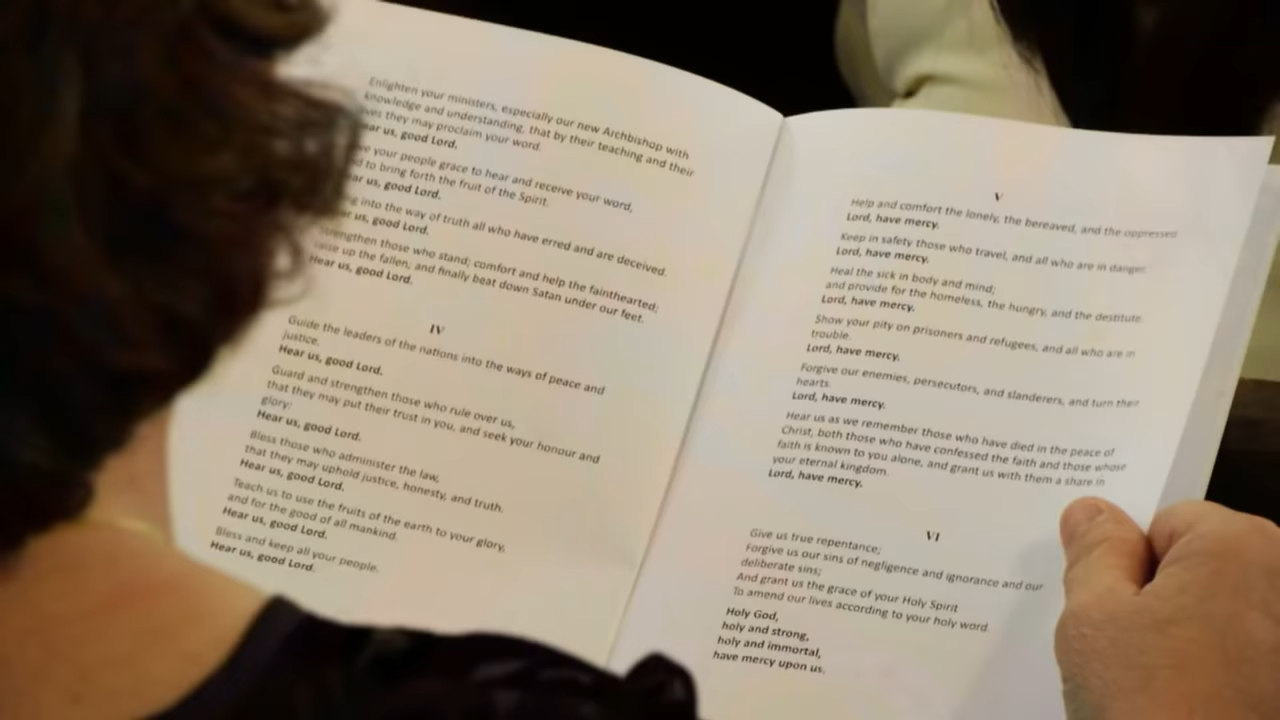 Enlighten your ministers, especially our new Archbishop with
knowledge and understanding, that by their teaching and their
they may proclaim your word.
us, good Lord.
your people grace to hear and receive your word,
to bring forth the fruit of the Spirit.
us, good Lord.
into the way of truth all who have erred and are deceived.
us, good Lord.
Strengthen those who stand; comfort and help the fainthearted;
raise up the fallen, and finally beat down Satan under our feet.
Hear us, good Lord.
IV
Guide the leaders of the nations into the ways of peace and
justice.
Hear us, good Lord.
Guard and strengthen those who rule over us,
that they may put their trust in you, and seek your honour and
glory:
Hear us, good Lord.
Bless those who administer the law,
that they may uphold justice, honesty, and truth.
Hear us, good Lord.
Teach us to use the fruits of the earth to your glory,
and for the good of all mankind.
Hear us, good Lord.
Bless and keep all your people.
Hear us, good Lord.
V
Help and comfort the lonely, the bereaved, and the oppressed
Lord, have mercy.
Keep in safety those who travel, and all who are in danger.
Lord, have mercy.
Heal the sick in body and mind;
and provide for the homeless, the hungry, and the destitute.
Lord, have mercy.
Show your pity on prisoners and refugees, and all who are in
trouble.
Lord, have mercy.
Forgive our enemies, persecutors, and slanderers, and turn their
hearts.
Lord, have mercy.
Hear us as we remember those who have died in the peace of
Christ, both those who have confessed the faith and those whose
faith is known to you alone, and grant us with them a share in
your eternal kingdom.
Lord, have mercy.
VI
Give us true repentance;
Forgive us our sins of negligence and ignorance and our
deliberate sins;
And grant us the grace of your Holy Spirit
To amend our lives according to your holy word.
Holy God,
holy and strong,
holy and immortal,
have mercy upon us.